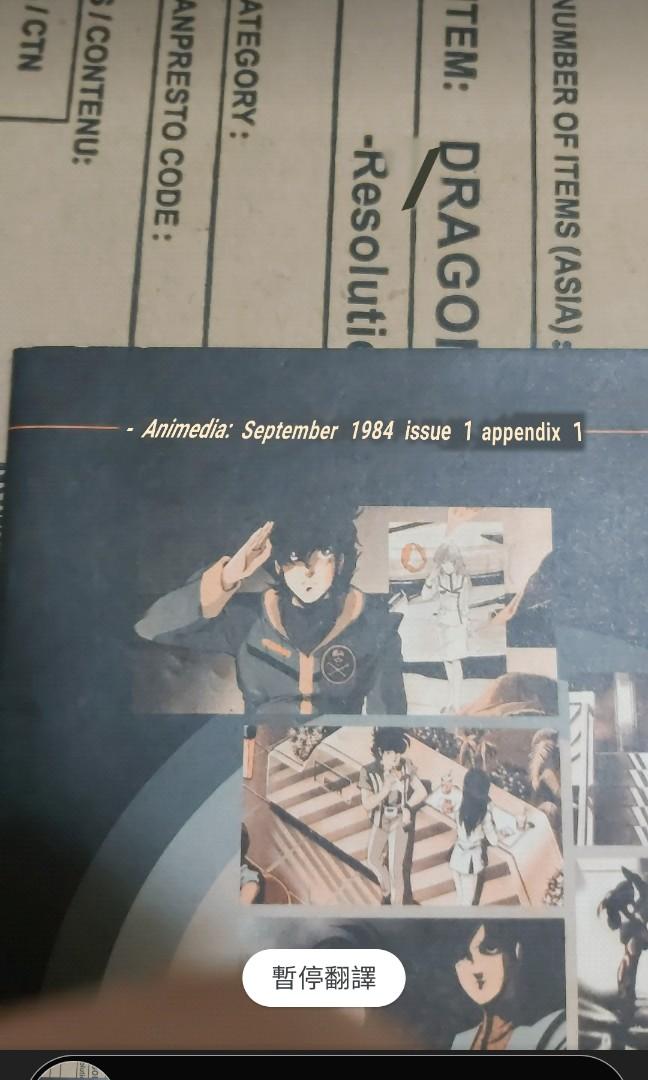 / CTN
/ CONTENU:
ANPRESTO CODE :
ATEGORY :
-Resoluti
TEM: DRAGO
NUMBER OF ITEMS (ASIA) :
- Animedia: September 1984 issue 1 appendix 1
暫停翻譯